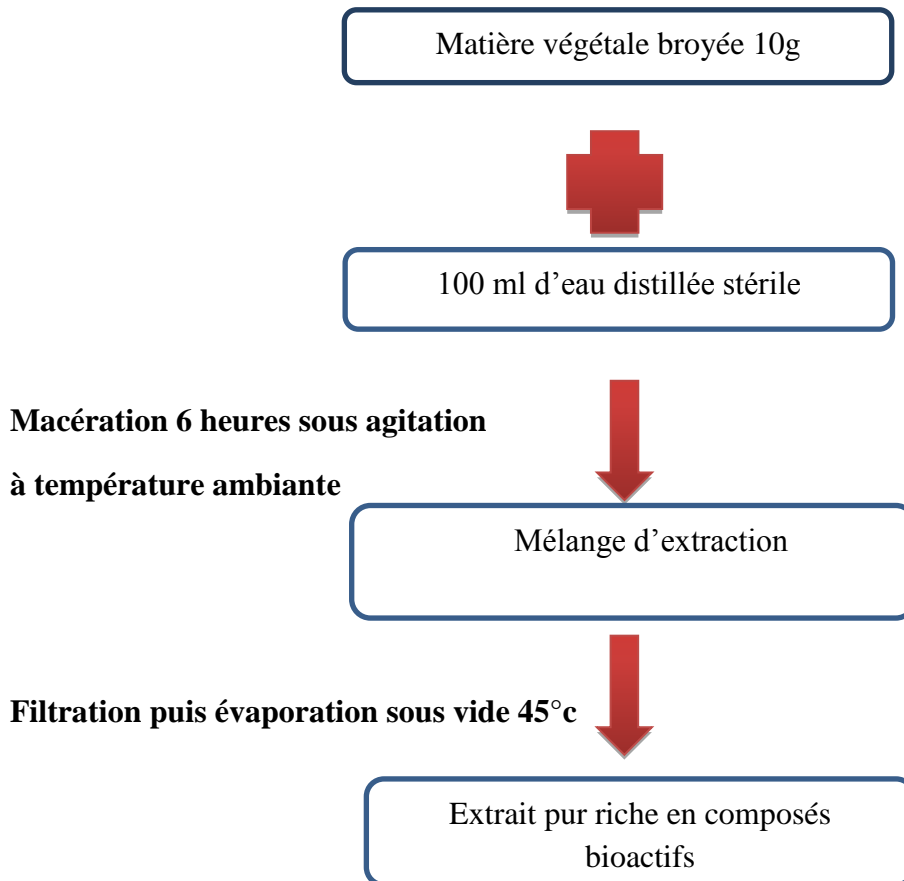 Matière végétale broyée 10g
100 ml d’eau distillée stérile
Macération 6 heures sous agitation
à température ambiante
Mélange d’extraction
Filtration puis évaporation sous vide 45°c
Extrait pur riche en composés
bioactifs